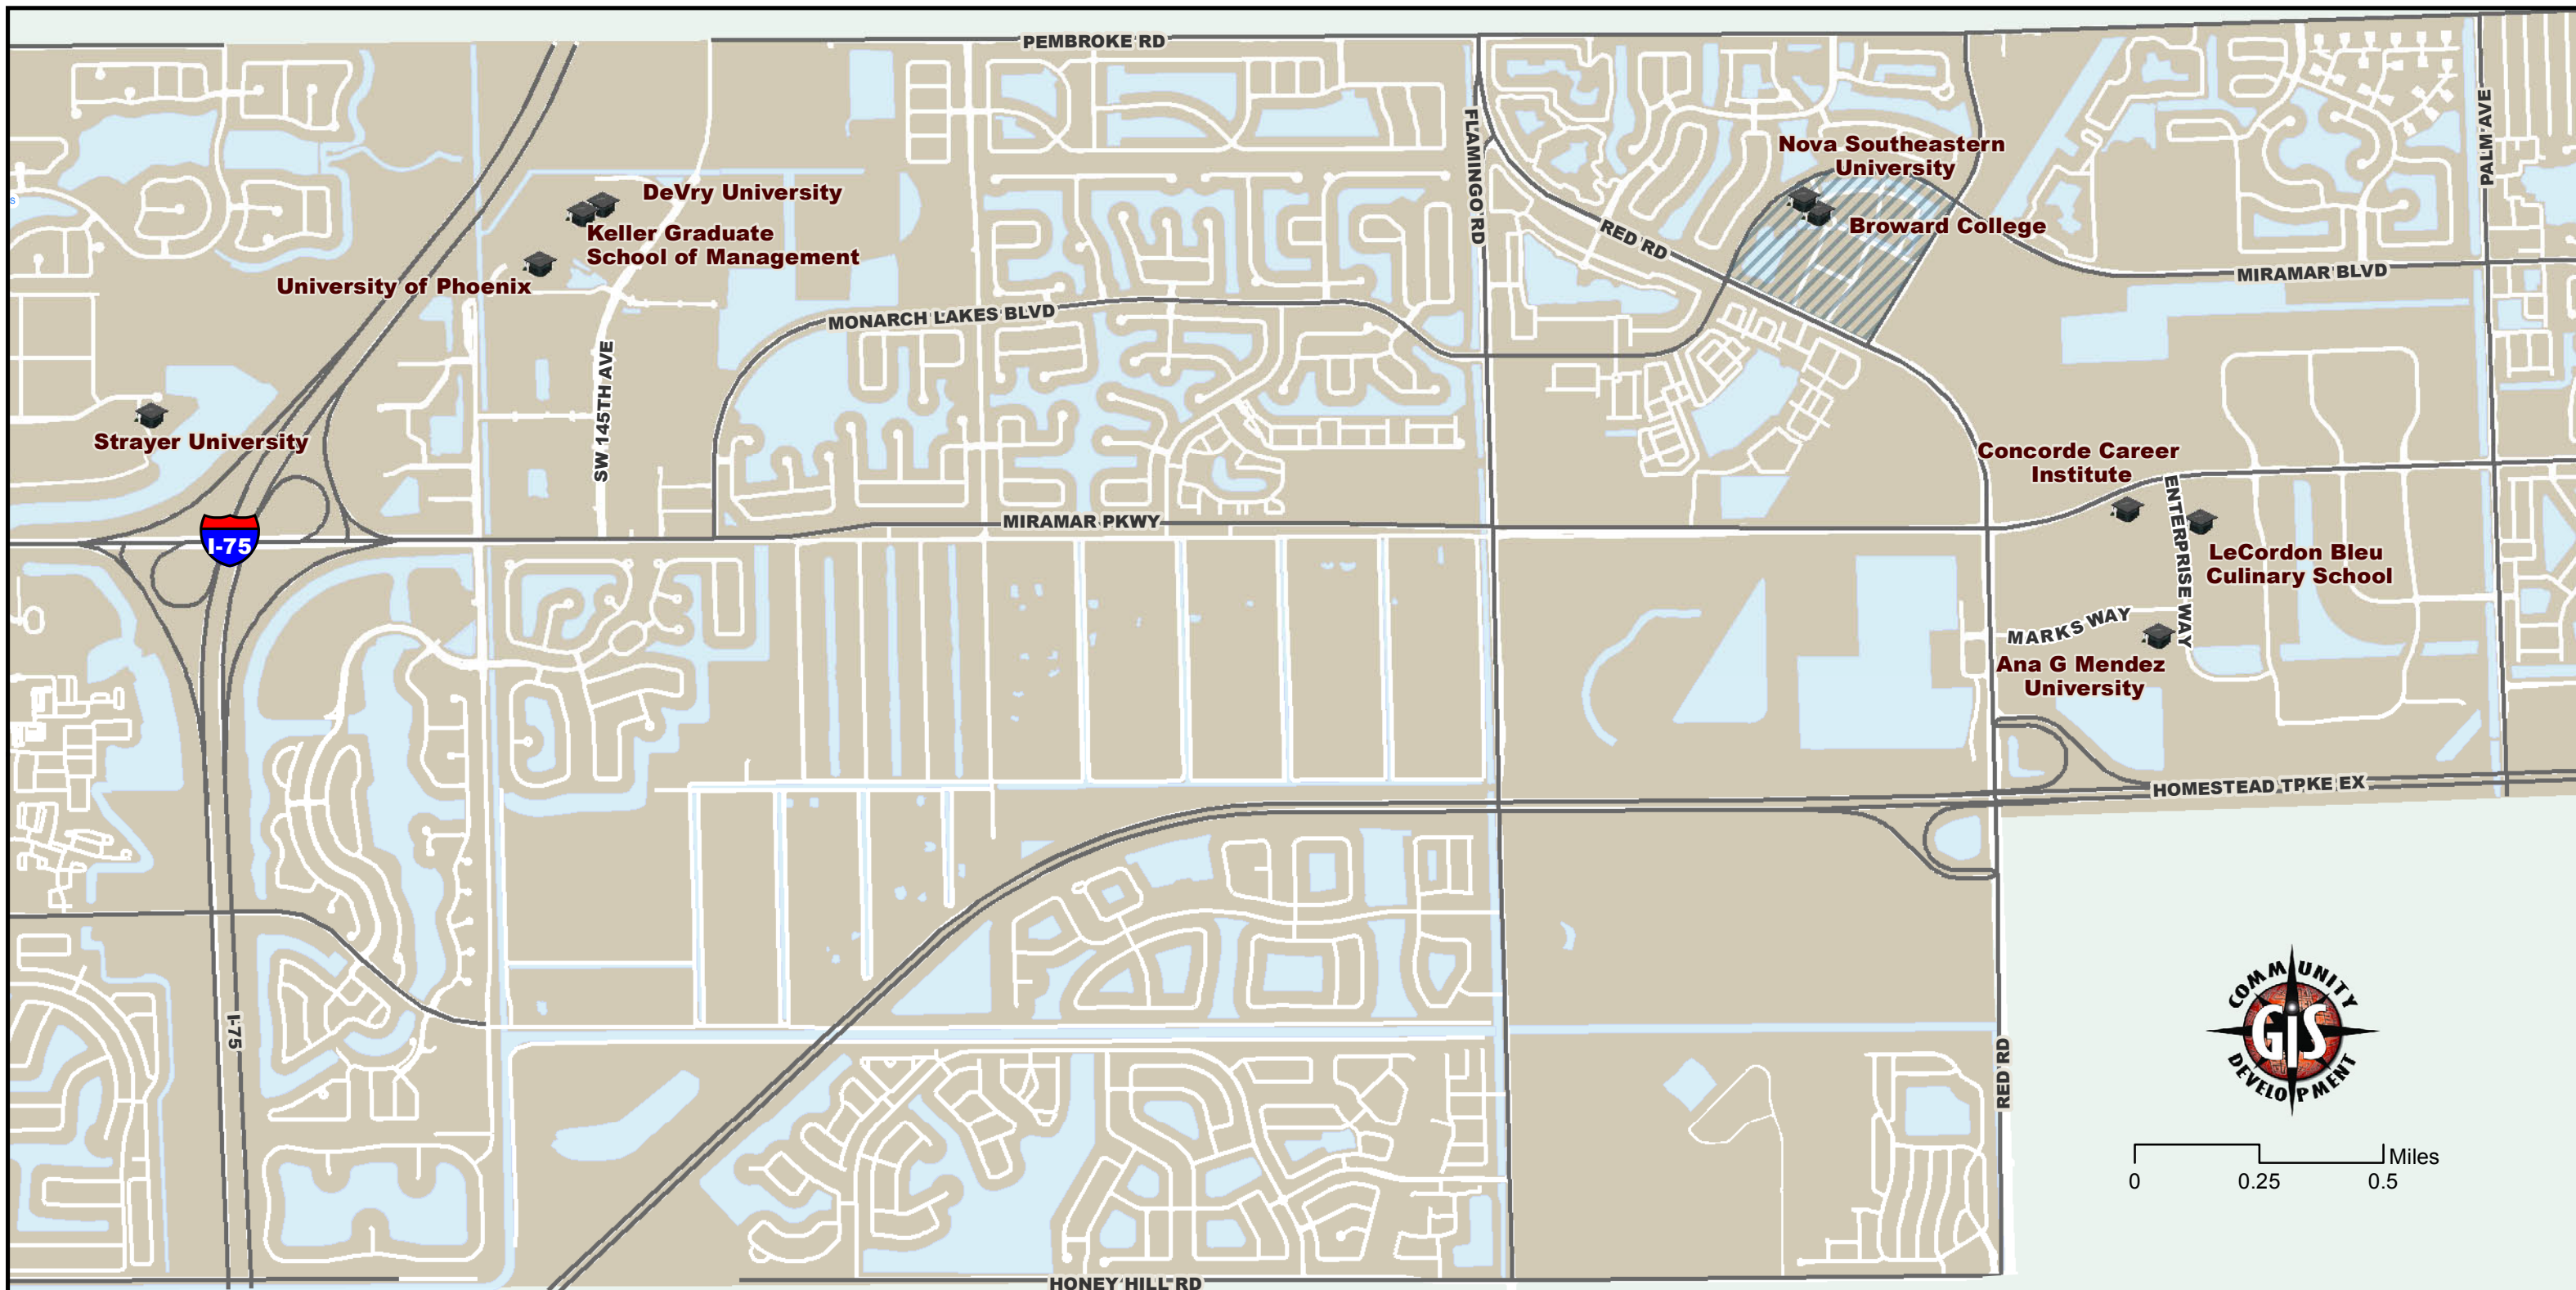 PEMBROKE RD
FLAMINGO RD
PALM AVE
Nova Southeastern
University
DeVry University
Broward College
Keller Graduate
School of Management
RED RD
University of Phoenix
MIRAMAR BLVD
MONARCH LAKES BLVD
SW 145TH AVE
Strayer University
Concorde Career
Institute
ENTERPRISE WAY
MIRAMAR PKWY
I-75
LeCordon Bleu
Culinary School
MARKS WAY
Ana G Mendez
University
HOMESTEAD TPKE EX
I-75
RED RD
COMMUNITY
GIS
DEVELOPMENT
Miles
0 0.25 0.5
HONEY HILL RD
s